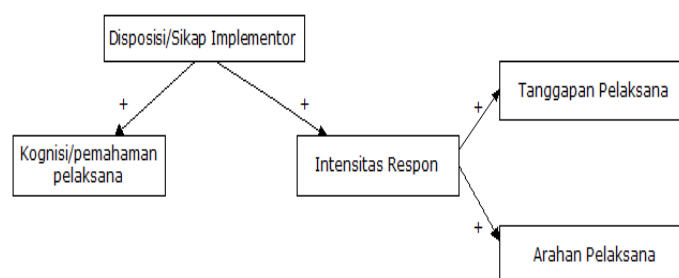 Disposisi/Sikap Implementor
+
+
Tanggapan Pelaksana
+
Kognisi/pemahaman
pelaksana
Intensitas Respon
+
Arahan Pelaksana